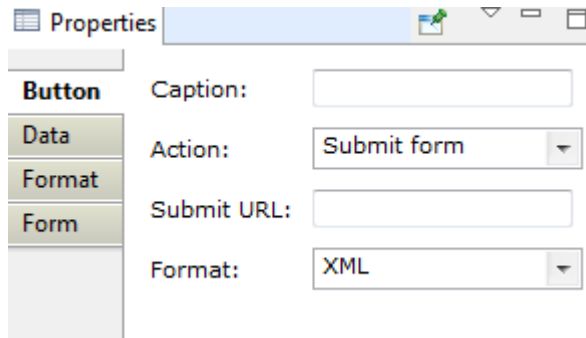 Properties
Button
Data
Format
Form
Caption:
Action: Submit form
Submit URL:
Format: XML